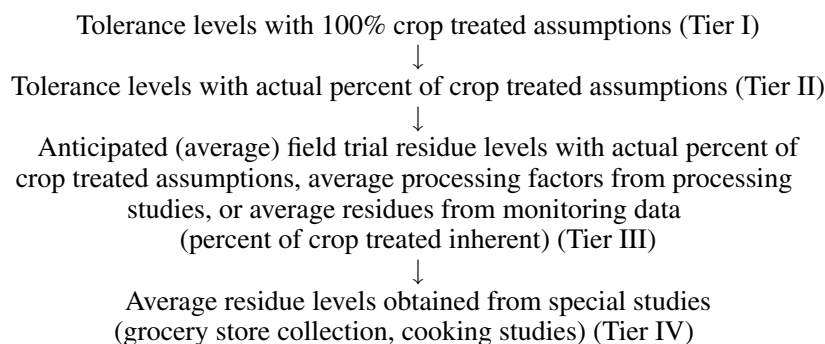 Tolerance levels with 100% crop treated assumptions (Tier I)
↓
Tolerance levels with actual percent of crop treated assumptions (Tier II)
↓
Anticipated (average) field trial residue levels with actual percent of
crop treated assumptions, average processing factors from processing
studies, or average residues from monitoring data
(percent of crop treated inherent) (Tier III)
↓
Average residue levels obtained from special studies
(grocery store collection, cooking studies) (Tier IV)